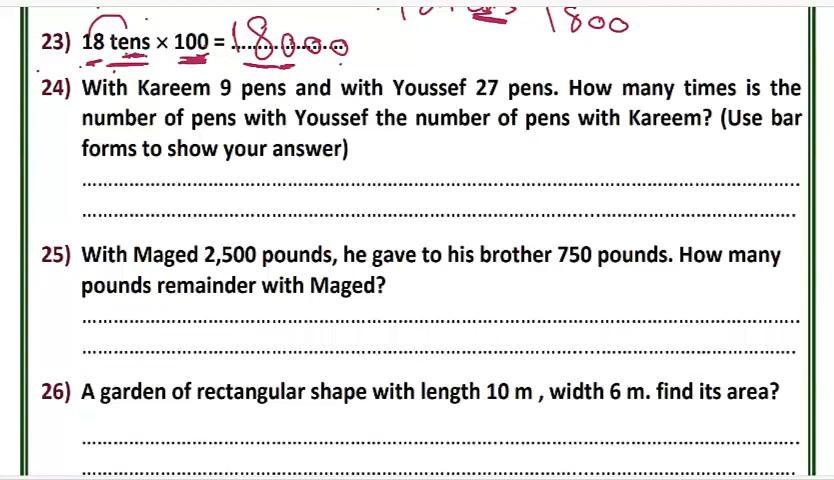 1800
23) 18 tens × 100 = ..................... 18000
24) With Kareem 9 pens and with Youssef 27 pens. How many times is the
number of pens with Youssef the number of pens with Kareem? (Use bar
forms to show your answer)
25) With Maged 2,500 pounds, he gave to his brother 750 pounds. How many
pounds remainder with Maged?
26) A garden of rectangular shape with length 10 m , width 6 m. find its area?